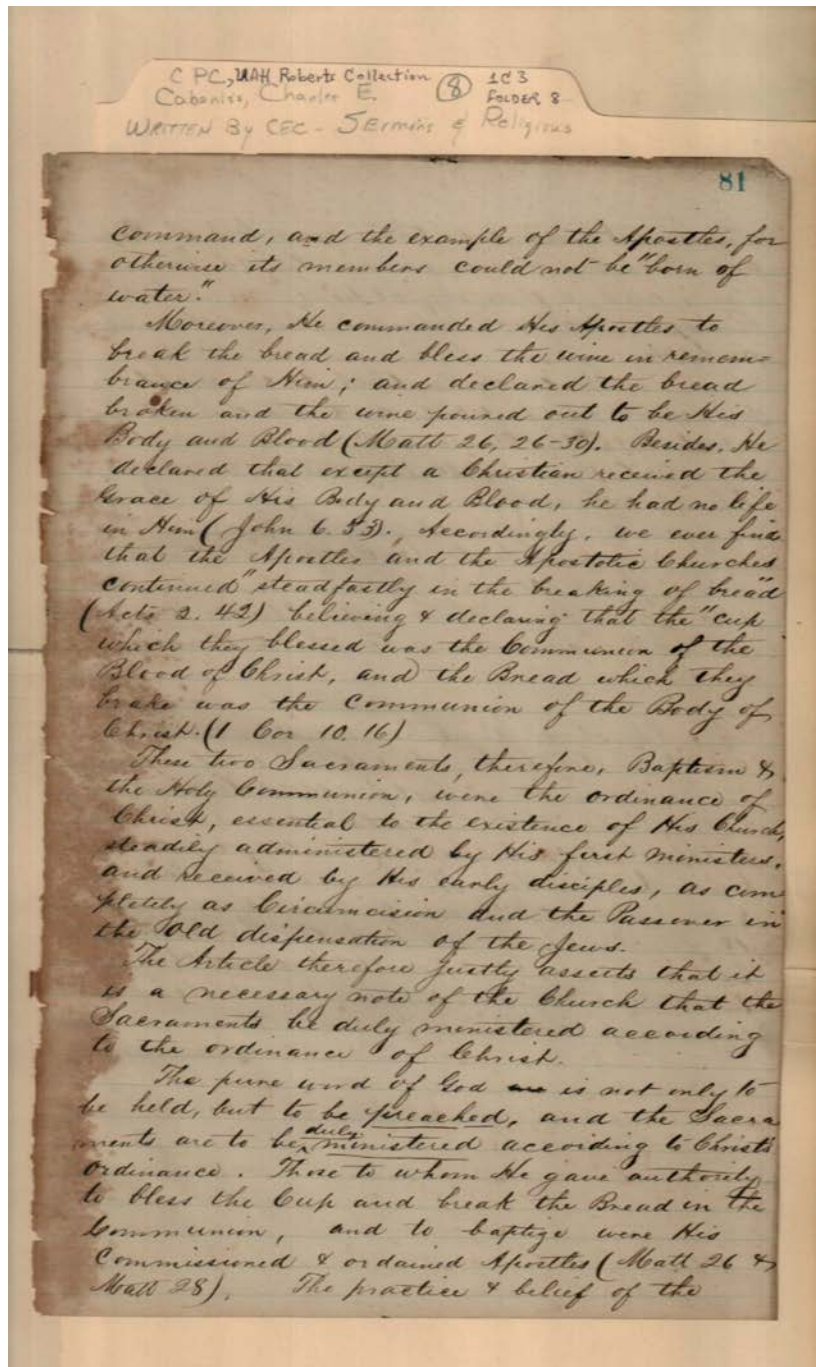 C PC, UAH Roberts Collection
Cabaniss, Charles E. 8
1C3
FOLDER 8
WRITTEN By CEC - SErmons & Religious
81
command, and the example of the Apostles, for
otherwise its members could not be "born of
water."
Moreover, He commanded His Apostles to
break the bread and bless the wine in remem=
brance of Him; and declared the bread
broken and the wine poured out to be His
Body and Blood (Matt 26, 26-30). Besides, He
declared that except a Christian received the
Grace of His Body and Blood, he had no life
in Him (John 6. 53). Accordingly, we ever find
that the Apostles and the Apostolic Churches
continued "steadfastly in the breaking of bread"
(Acts 2. 42) believing & declaring that the "cup
which they blessed was the Communion of the
Blood of Christ, and the Bread which they
brake was the Communion of the Body of
Christ. (1 Cor 10. 16)
These two Sacraments, therefore, Baptism &
the Holy Communion, were the ordinance of
Christ, essential to the existence of His Church,
steadily administered by His first ministers,
and received by His early disciples, as com
pletely as Circumcision and the Passover in
the Old dispensation of the Jews.
The Article therefore justly asserts that it
is a necessary note of the Church that the
Sacraments be duly ministered according
to the ordinance of Christ.
The pure word of God is not only to
be held, but to be preached, and the Sacra
ments are to be duly ministered according to Christ's
ordinance. Those to whom He gave authority
to bless the Cup and break the Bread in the
Communion, and to baptize were His
Commissioned & ordained Apostles (Matt 26 &
Matt 28). The practice & belief of the